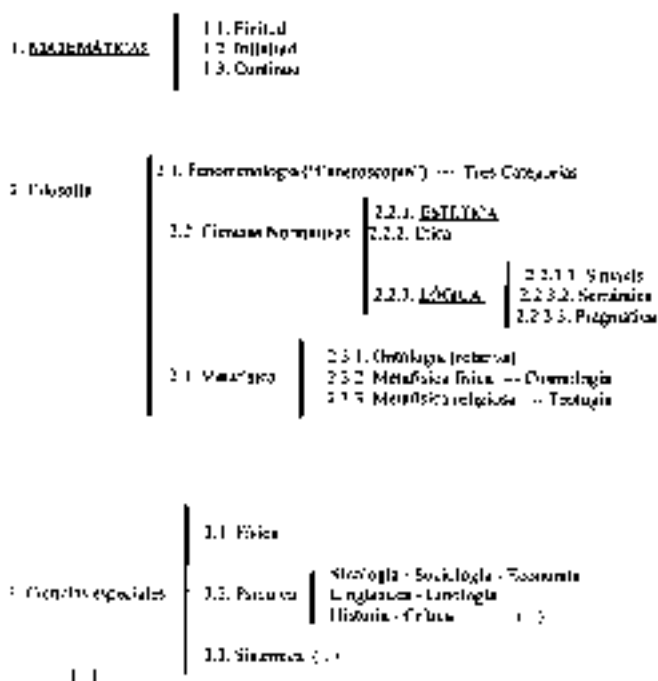 1. MATEMÁTICAS
1.1. Finitud
1.2. Infinitud
1.3. Continuo
2. Filosofía
2.1. Fenomenología ("Faneroscopia") --- Tres Categorías
2.2. Ciencias Normativas
2.2.1. ESTÉTICA
2.2.2. Ética
2.2.3. LÓGICA
2.2.3.1. Sintaxis
2.2.3.2. Semántica
2.2.3.3. Pragmática
2.3. Metafísica
2.3.1. Ontología
2.3.2. Metafísica física --- Cosmología
2.3.3. Metafísica religiosa --- Teología
3. Ciencias especiales
3.1. Física
3.2.
Sicología - Sociología - Economía
Lingüística - Etnología
Historia - Crítica (...)
3.3. (...)